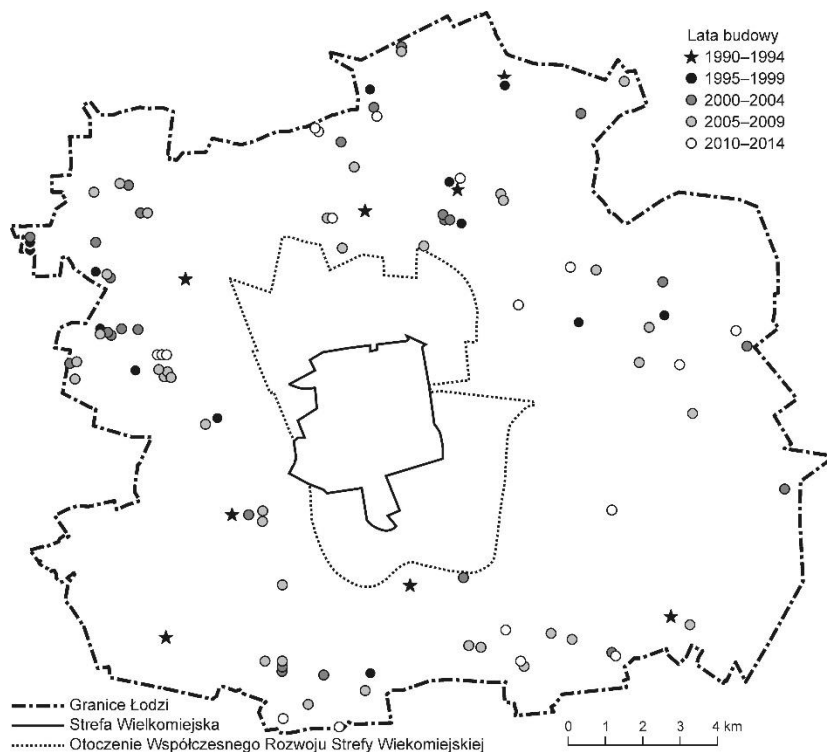 Lata budowy
1990–1994
1995–1999
2000–2004
2005–2009
2010–2014
Granice Łodzi
Strefa Wielkomiejska
Otoczenie Współczesnego Rozwoju Strefy Wiekomiejskiej
0 1 2 3 4 km